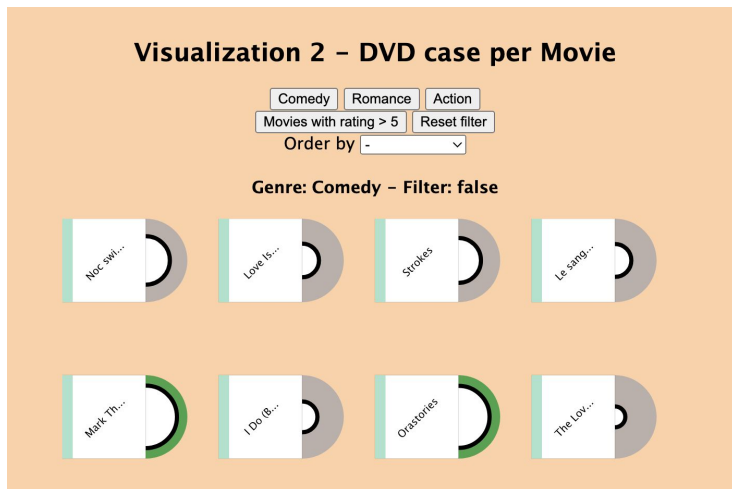 Visualization 2 – DVD case per Movie
Comedy Romance Action
Movies with rating > 5 Reset filter
Order by -
Genre: Comedy – Filter: false
Noc swi... Love Is... Strokes Le sang...
Mark Th... I Do (B... Orastories The Lov...